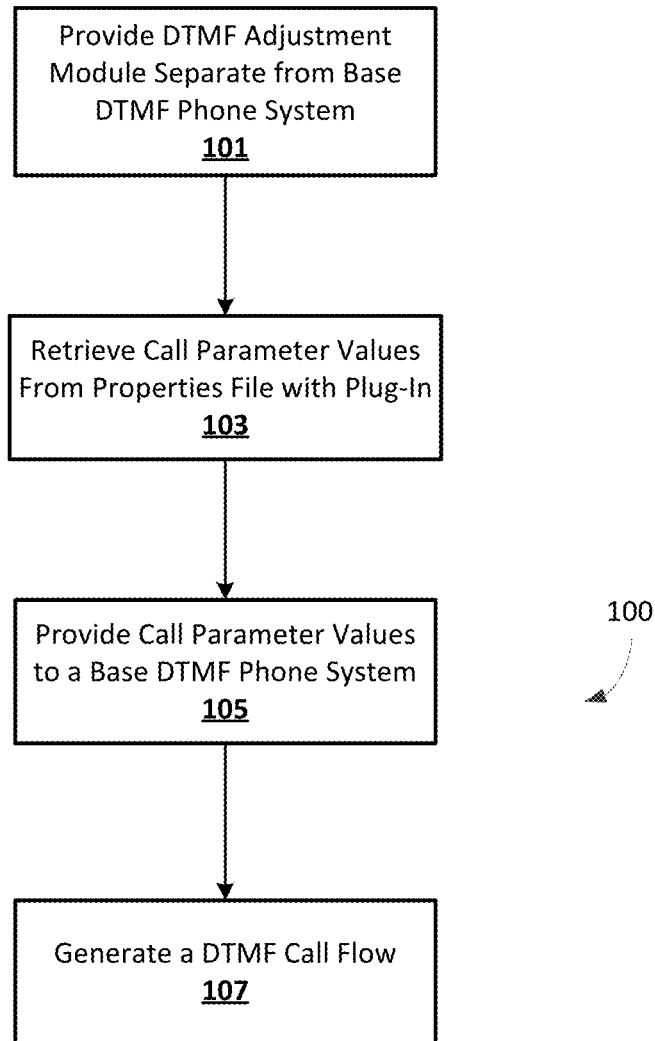 Provide DTMF Adjustment
Module Separate from Base
DTMF Phone System
101
Retrieve Call Parameter Values
From Properties File with Plug-In
103
Provide Call Parameter Values
to a Base DTMF Phone System
105
100
Generate a DTMF Call Flow
107